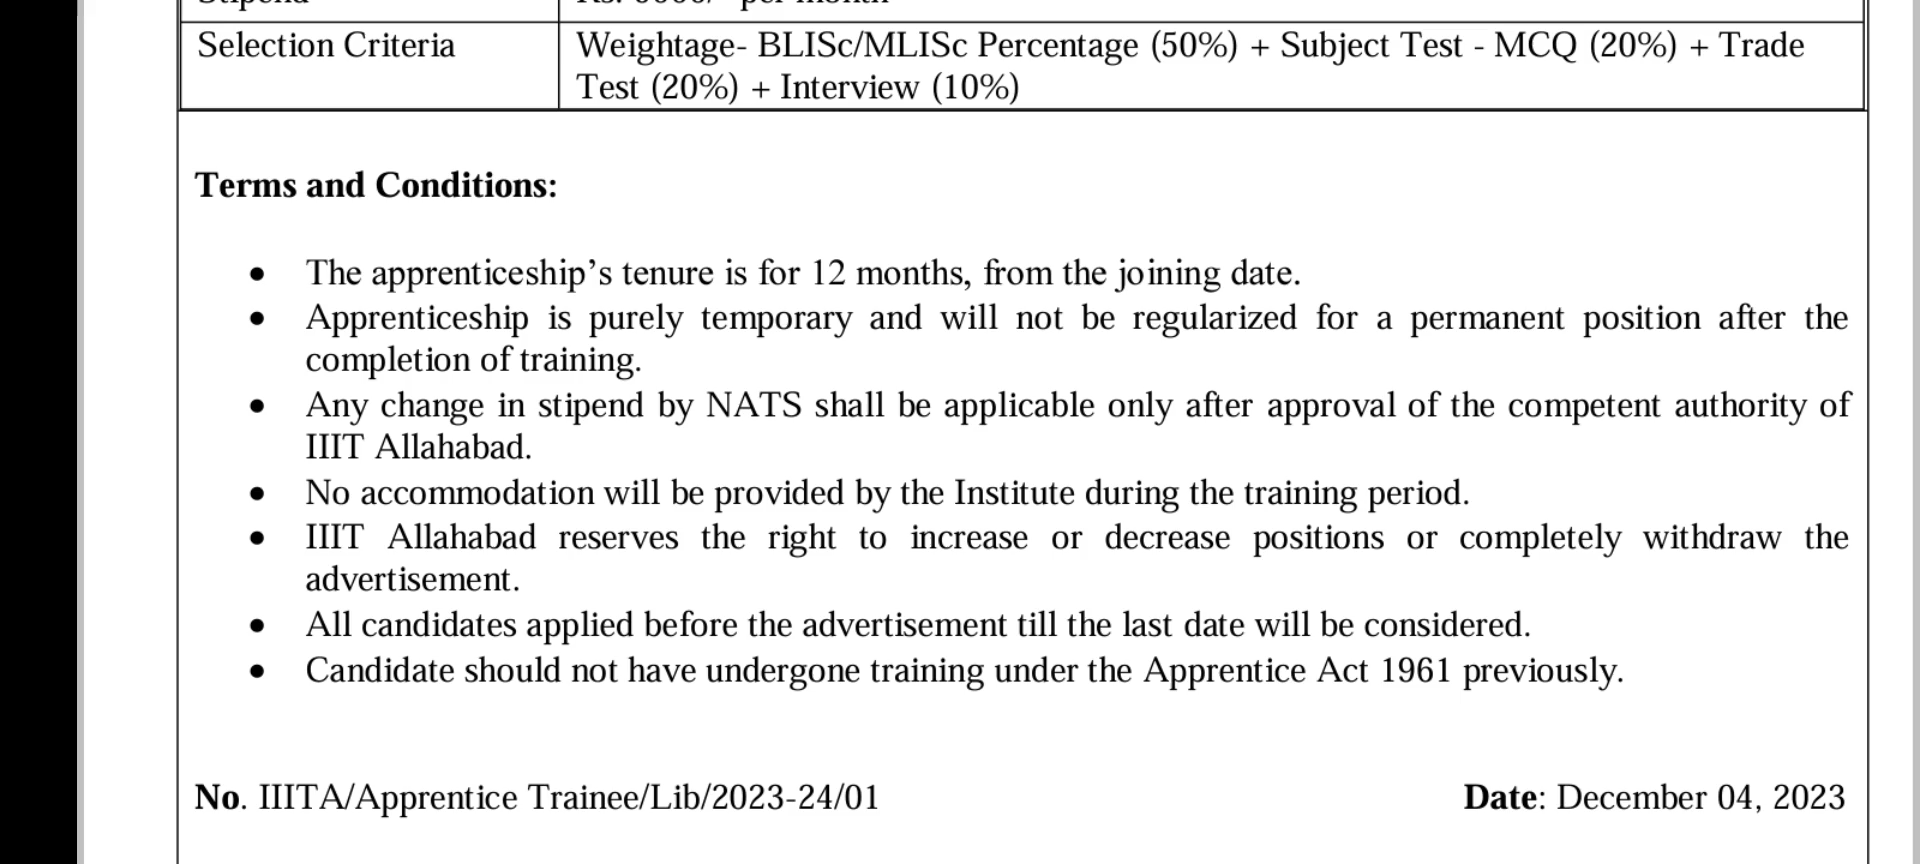 Stipend per month
Selection Criteria
Weightage- BLISc/MLISc Percentage (50%) + Subject Test - MCQ (20%) + Trade
Test (20%) + Interview (10%)
Terms and Conditions:
• The apprenticeship’s tenure is for 12 months, from the joining date.
• Apprenticeship is purely temporary and will not be regularized for a permanent position after the
completion of training.
• Any change in stipend by NATS shall be applicable only after approval of the competent authority of
IIIT Allahabad.
• No accommodation will be provided by the Institute during the training period.
• IIIT Allahabad reserves the right to increase or decrease positions or completely withdraw the
advertisement.
• All candidates applied before the advertisement till the last date will be considered.
• Candidate should not have undergone training under the Apprentice Act 1961 previously.
No. IIITA/Apprentice Trainee/Lib/2023-24/01
Date: December 04, 2023